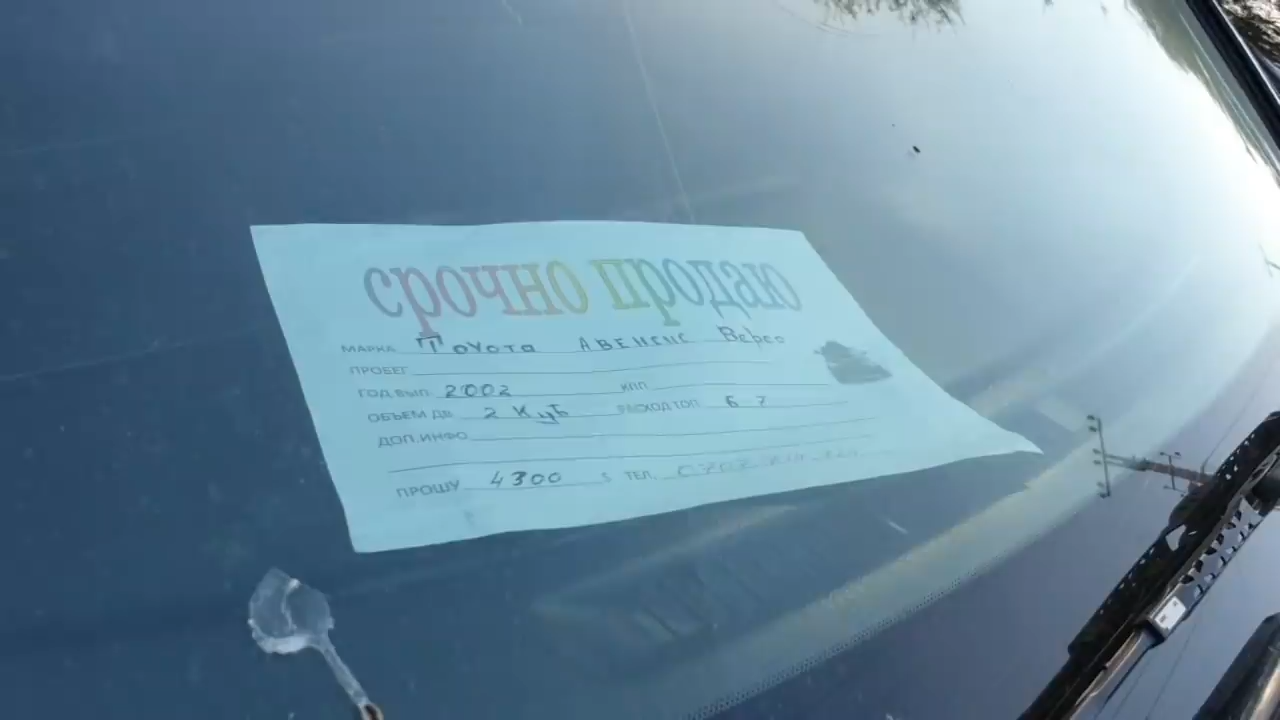 срочно продаю
МАРКА Тоyота АВЕНСИС Версо
ПРОБЕГ
ГОД ВЫП. 2002 КПП
ОБЪЕМ ДВ. 2 Куб РАСХОД ТОП. 6 7
ДОП.ИНФО
ПРОШУ 4300 $ ТЕЛ.